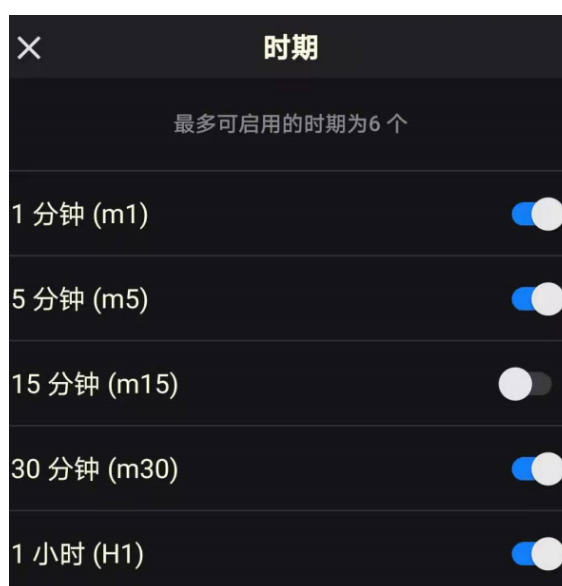 时期
最多可启用的时期为6 个
1 分钟 (m1)
5 分钟 (m5)
15 分钟 (m15)
30 分钟 (m30)
1 小时 (H1)